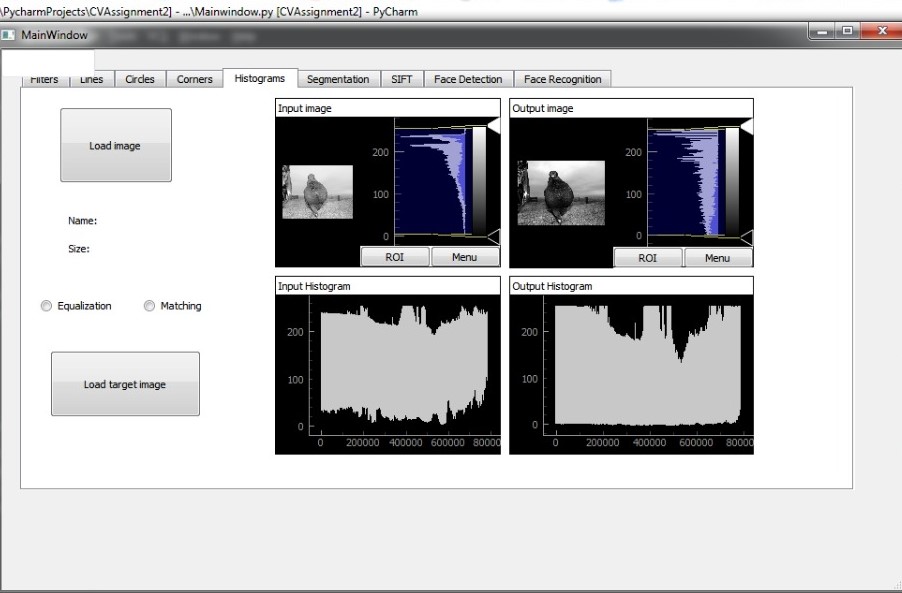 \PycharmProjects\CVAssignment2] - ...\Mainwindow.py [CVAssignment2] - PyCharm
MainWindow
Filters Lines Circles Corners Histograms Segmentation SIFT Face Detection Face Recognition
Load image
Name:
Size:
Equalization Matching
Load target image
Input image
200
100
0
ROI Menu
Output image
200
100
0
ROI Menu
Input Histogram
200
100
0
0 200000 400000 600000 80000
Output Histogram
200
100
0
0 200000 400000 600000 80000